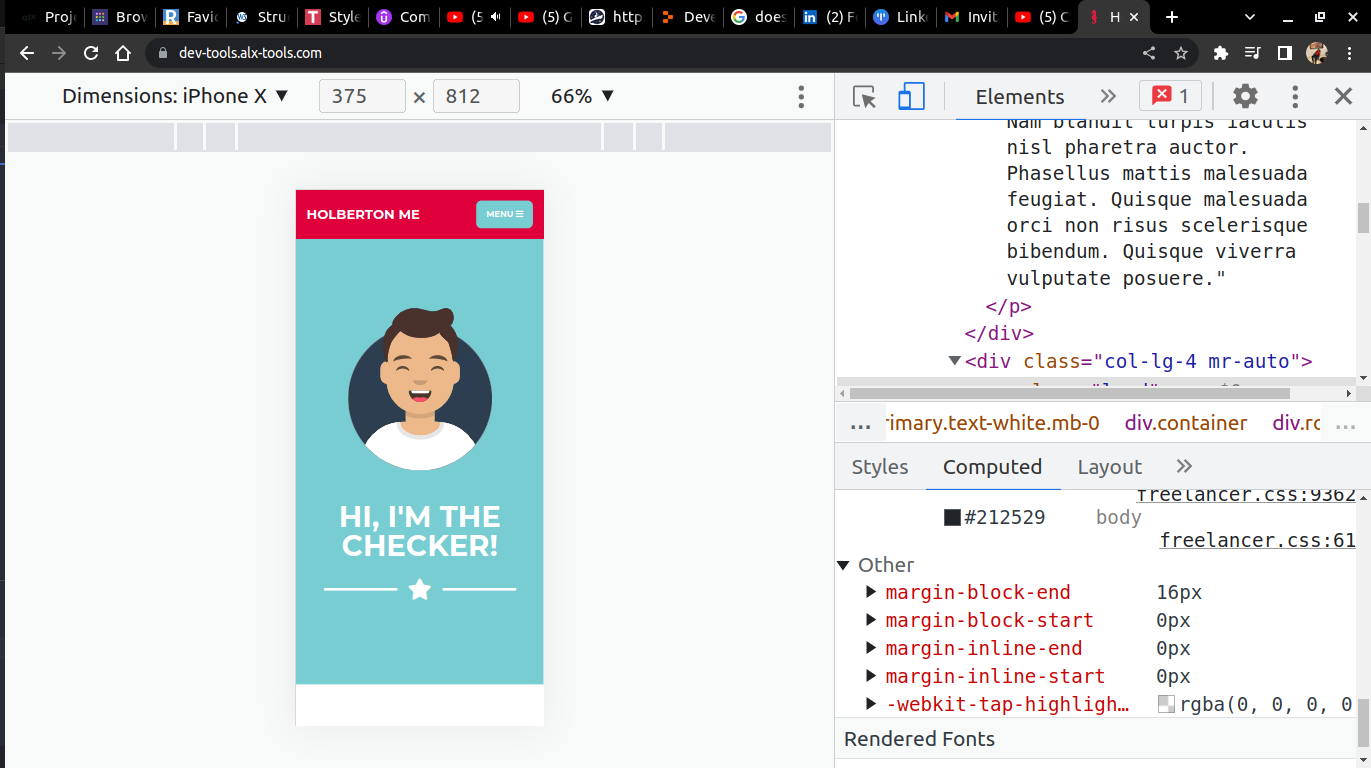 Proj
Brow
Favic
Struc
Style
Com
(5)
(5) G
http
Deve
does
(2) F
Linke
Invit
(5) C
H
dev-tools.alx-tools.com
Dimensions: iPhone X ▼ 375 × 812 66% ▼
Elements 1
HOLBERTON ME
MENU
HI, I'M THE
CHECKER!
Nam blandit turpis iaculis
nisl pharetra auctor.
Phasellus mattis malesuada
feugiat. Quisque malesuada
orci non risus scelerisque
bibendum. Quisque viverra
vulputate posuere."
</p>
</div>
<div class="col-lg-4 mr-auto">
... rimary.text-white.mb-0 div.container div.ro ...
Styles Computed Layout
freelancer.css:9362
#212529 body
freelancer.css:61
Other
margin-block-end 16px
margin-block-start 0px
margin-inline-end 0px
margin-inline-start 0px
-webkit-tap-highligh… rgba(0, 0, 0, 0
Rendered Fonts